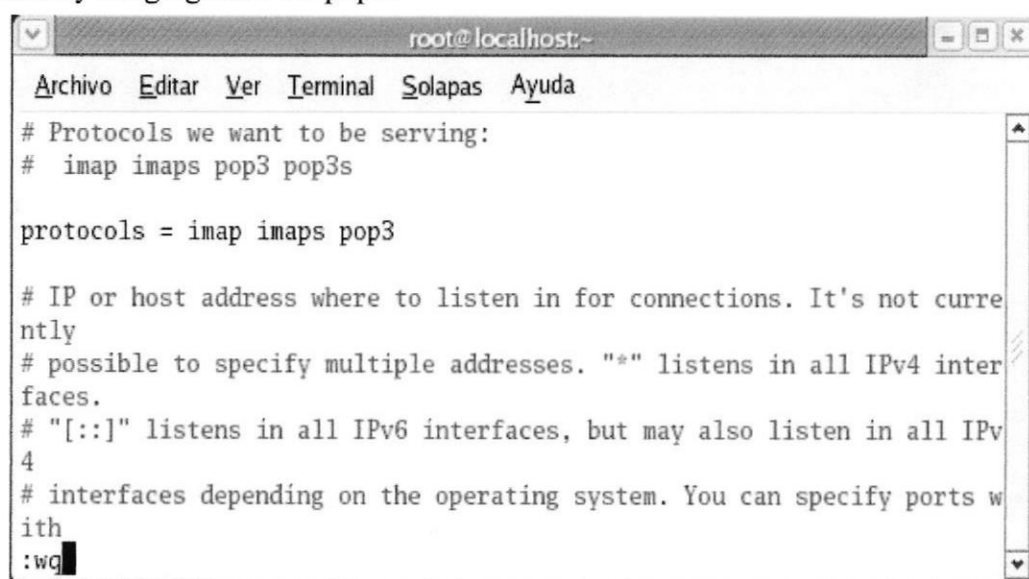 root@localhost:~
Archivo Editar Ver Terminal Solapas Ayuda
# Protocols we want to be serving:
#  imap imaps pop3 pop3s
protocols = imap imaps pop3
# IP or host address where to listen in for connections. It's not curre
ntly
# possible to specify multiple addresses. "*" listens in all IPv4 inter
faces.
# "[::]" listens in all IPv6 interfaces, but may also listen in all IPv
4
# interfaces depending on the operating system. You can specify ports w
ith
:wq